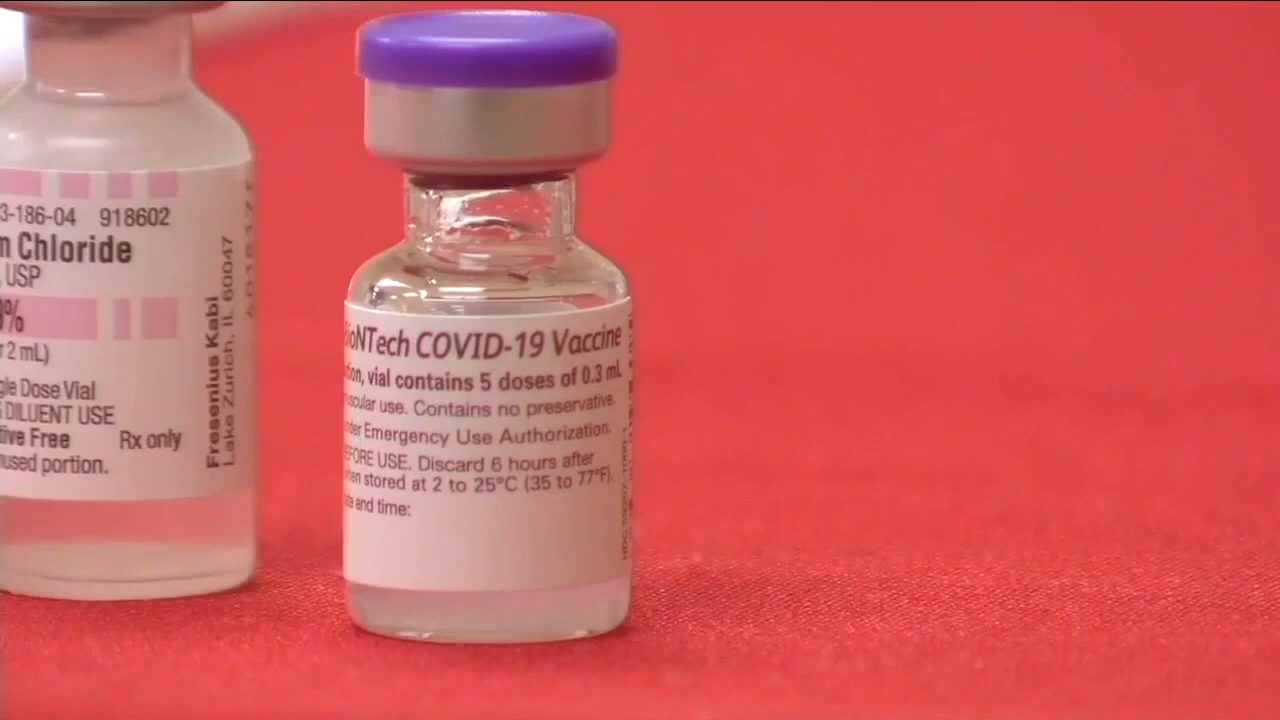 3-186-04 918602
n Chloride
, USP
9%
r 2 mL)
gle Dose Vial
DILUENT USE
tive Free Rx only
nused portion.
Fresenius Kabi
Lake Zurich, IL 60047
BioNTech COVID-19 Vaccine
tion, vial contains 5 doses of 0.3 mL
uscular use. Contains no preservative.
nder Emergency Use Authorization.
EFORE USE. Discard 6 hours after
hen stored at 2 to 25°C (35 to 77°F).
ate and time: